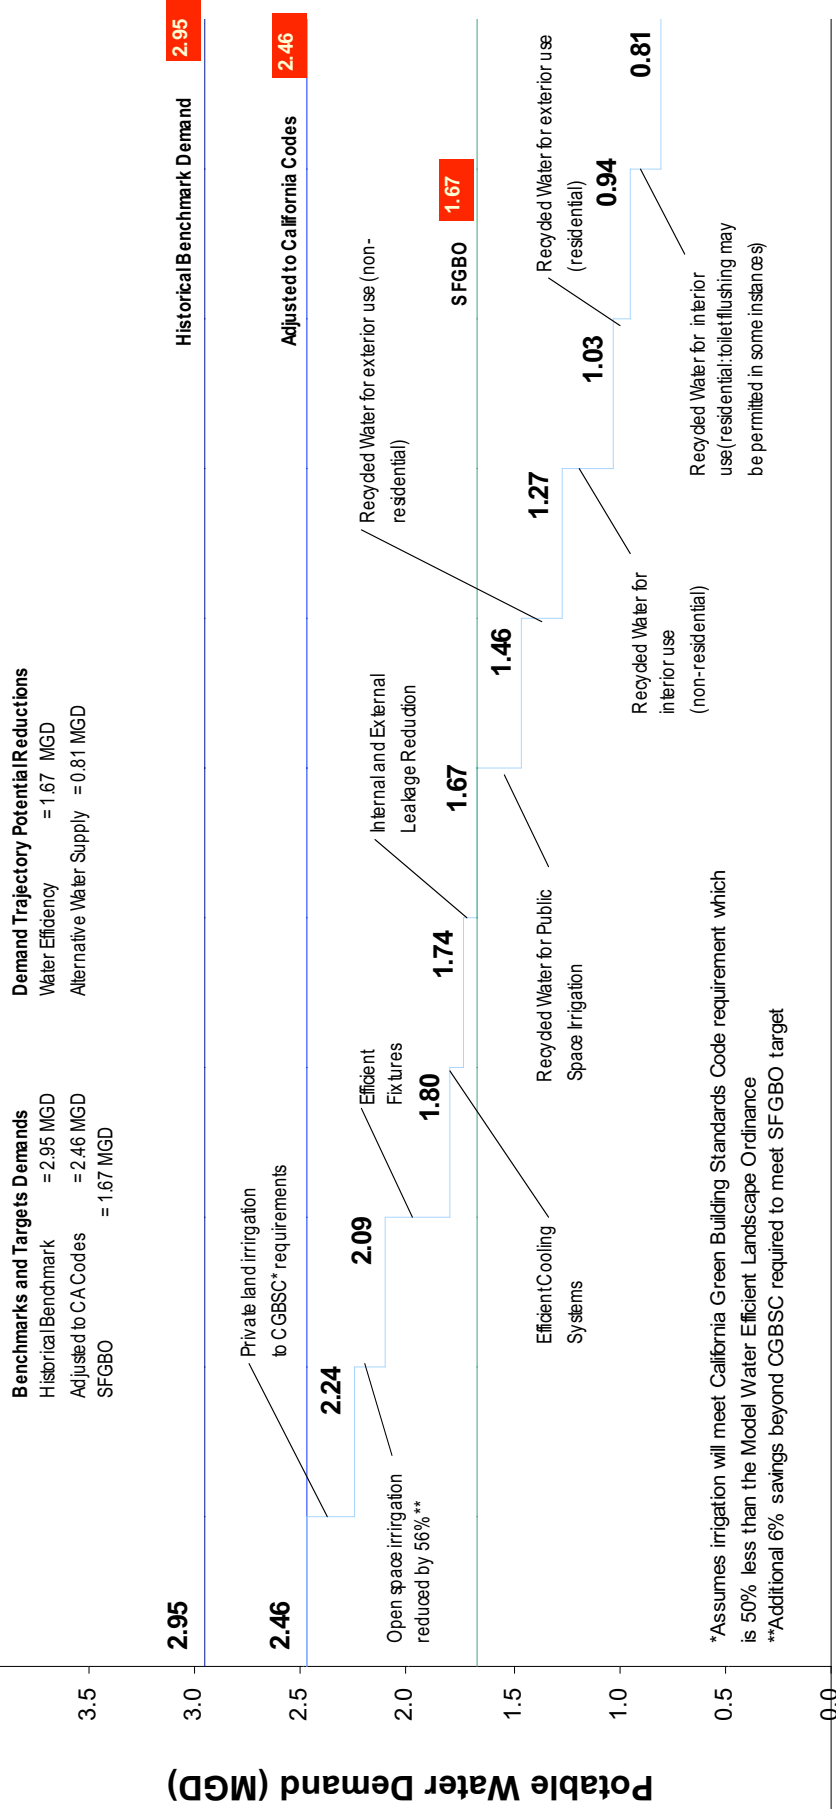 Benchmarks and Targets Demands
Historical Benchmark = 2.95 MGD
Adjusted to CA Codes = 2.46 MGD
SFGBO = 1.67 MGD
Demand Trajectory Potential Reductions
Water Efficiency = 1.67 MGD
Alternative Water Supply = 0.81 MGD
Potable Water Demand (MGD)
3.5
3.0
2.5
2.0
1.5
1.0
0.5
0.0
2.95
Historical Benchmark Demand
2.95
2.46
Adjusted to California Codes
2.46
SFGBO
1.67
Private land irrirgation
to CGBSC* requirements
2.24
Open space irrirgation
reduced by 56%**
2.09
Efficient
Fixtures
1.80
Efficient Cooling
Systems
1.74
Internal and External
Leakage Reduction
1.67
Recycled Water for Public
Space Irrigation
1.46
Recycled Water for exterior use (non-
residential)
1.27
Recycled Water for
interior use
(non-residential)
1.03
Recycled Water for exterior use
(residential)
0.94
Recycled Water for interior
use(residential:toilet flushing may
be permitted in some instances)
0.81
*Assumes irrigation will meet California Green Building Standards Code requirement which
is 50% less than the Model Water Efficient Landscape Ordinance
**Additional 6% savings beyond CGBSC required to meet SFGBO target